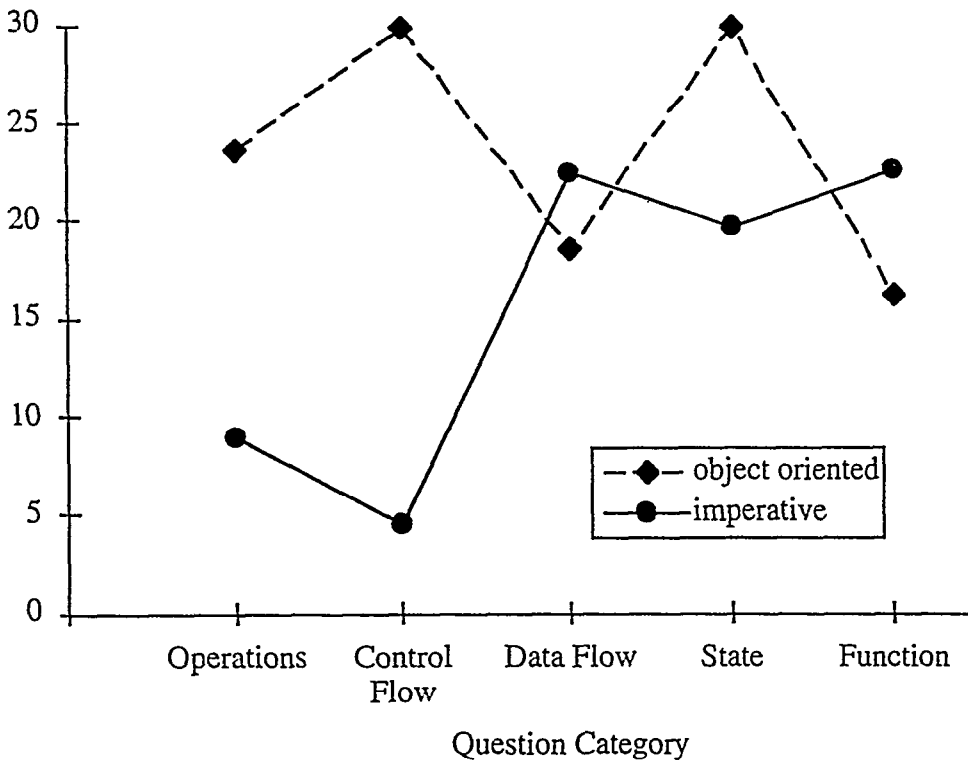 30
25
20
15
10
5
0
object oriented
imperative
Operations
Control
Flow
Data Flow
State
Function
Question Category